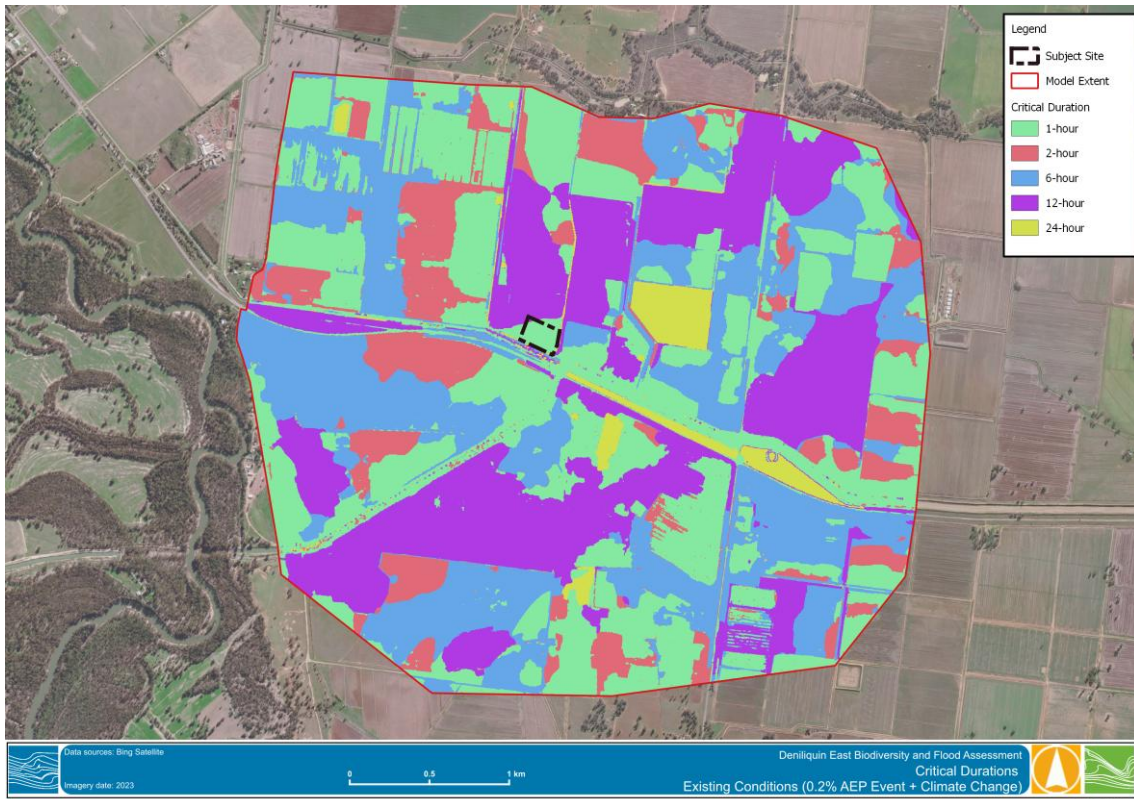 Legend
Subject Site
Model Extent
Critical Duration
1-hour
2-hour
6-hour
12-hour
24-hour
Data sources: Bing Satellite
Imagery date: 2023
0 0.5 1 km
Deniliquin East Biodiversity and Flood Assessment
Critical Durations
Existing Conditions (0.2% AEP Event + Climate Change)